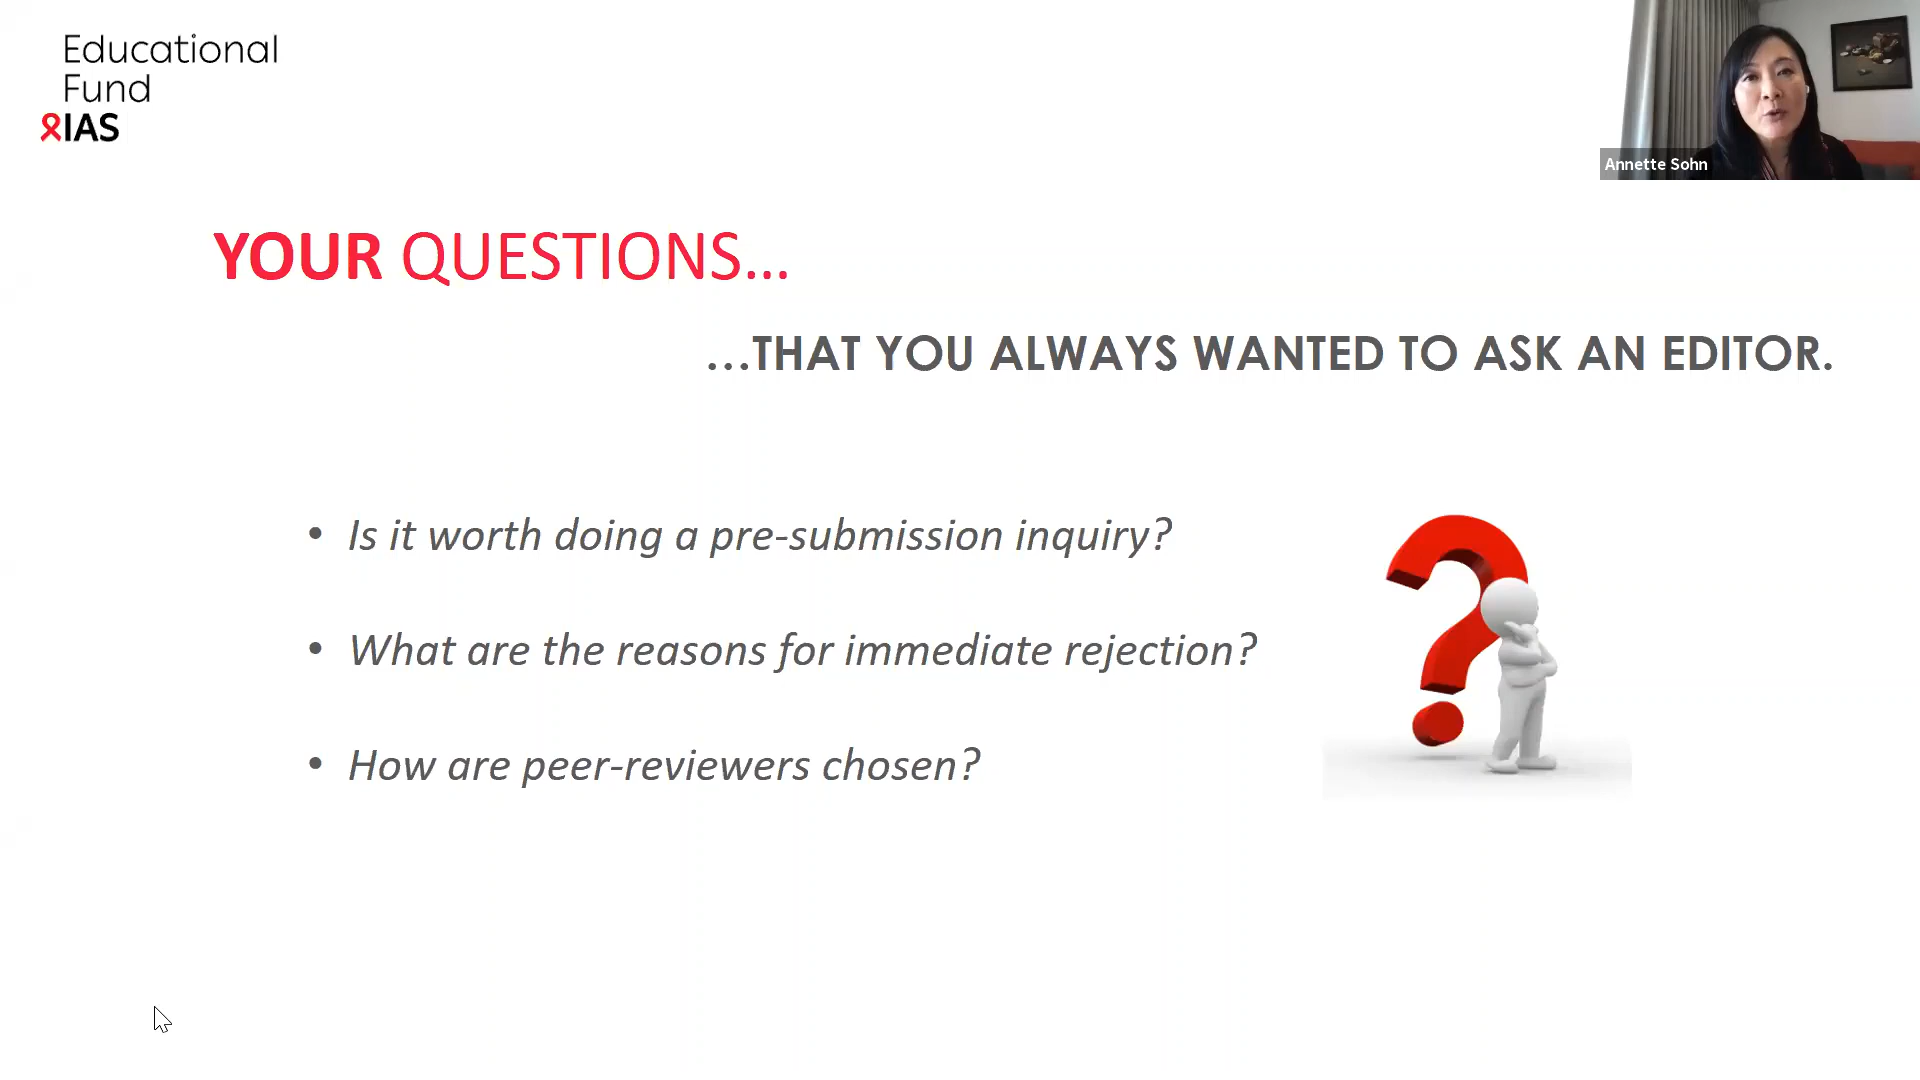 Educational
Fund
IAS
Annette Sohn
YOUR QUESTIONS...
...THAT YOU ALWAYS WANTED TO ASK AN EDITOR.
• Is it worth doing a pre-submission inquiry?
• What are the reasons for immediate rejection?
• How are peer-reviewers chosen?